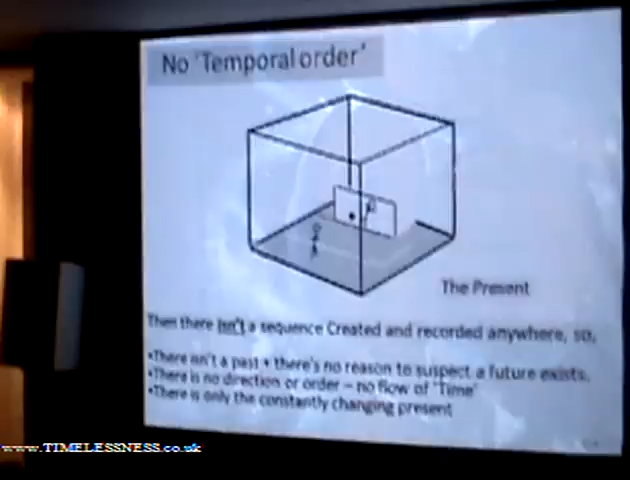 No 'Temporal order'
The Present
Then there isn't a sequence Created and recorded anywhere, so,
•There isn't a past + there's no reason to suspect a future exists.
•There is no direction or order – no flow of 'Time'
•There is only the constantly changing present
www.TIMELESSNESS.co.uk